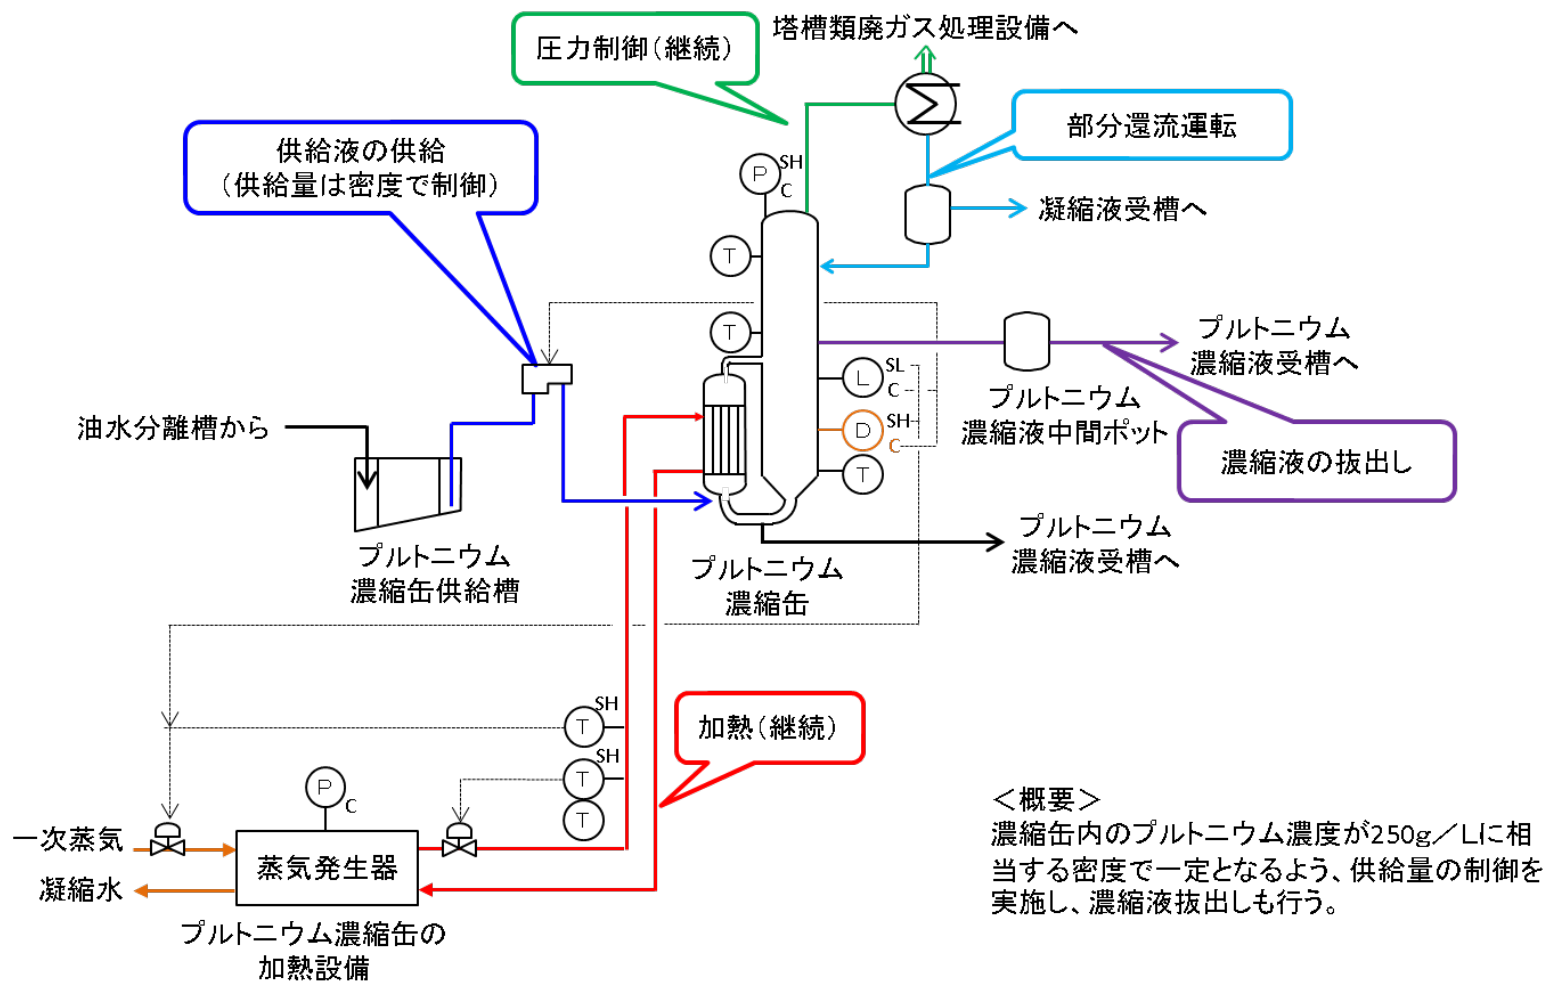 塔槽類廃ガス処理設備へ
圧力制御(継続)
部分還流運転
供給液の供給
(供給量は密度で制御)
P
SH
C
凝縮液受槽へ
T
T
プルトニウム
濃縮液受槽へ
L
SL
C
プルトニウム
濃縮液中間ポット
油水分離槽から
D
SH
C
濃縮液の抜出し
T
プルトニウム
濃縮液受槽へ
プルトニウム
濃縮缶供給槽
プルトニウム
濃縮缶
T
SH
加熱(継続)
T
SH
T
P
C
一次蒸気
蒸気発生器
凝縮水
プルトニウム濃縮缶の
加熱設備
<概要>
濃縮缶内のプルトニウム濃度が250g/Lに相
当する密度で一定となるよう、供給量の制御を
実施し、濃縮液抜出しも行う。